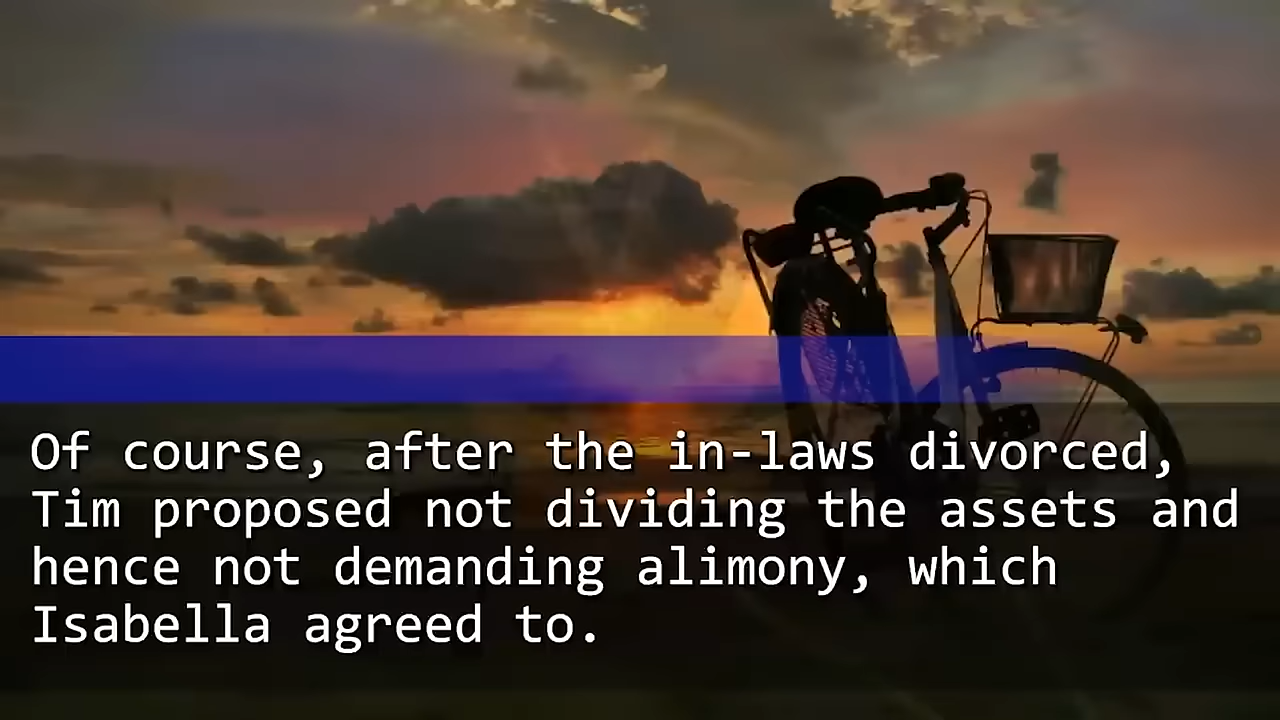 Of course, after the in-laws divorced,
Tim proposed not dividing the assets and
hence not demanding alimony, which
Isabella agreed to.